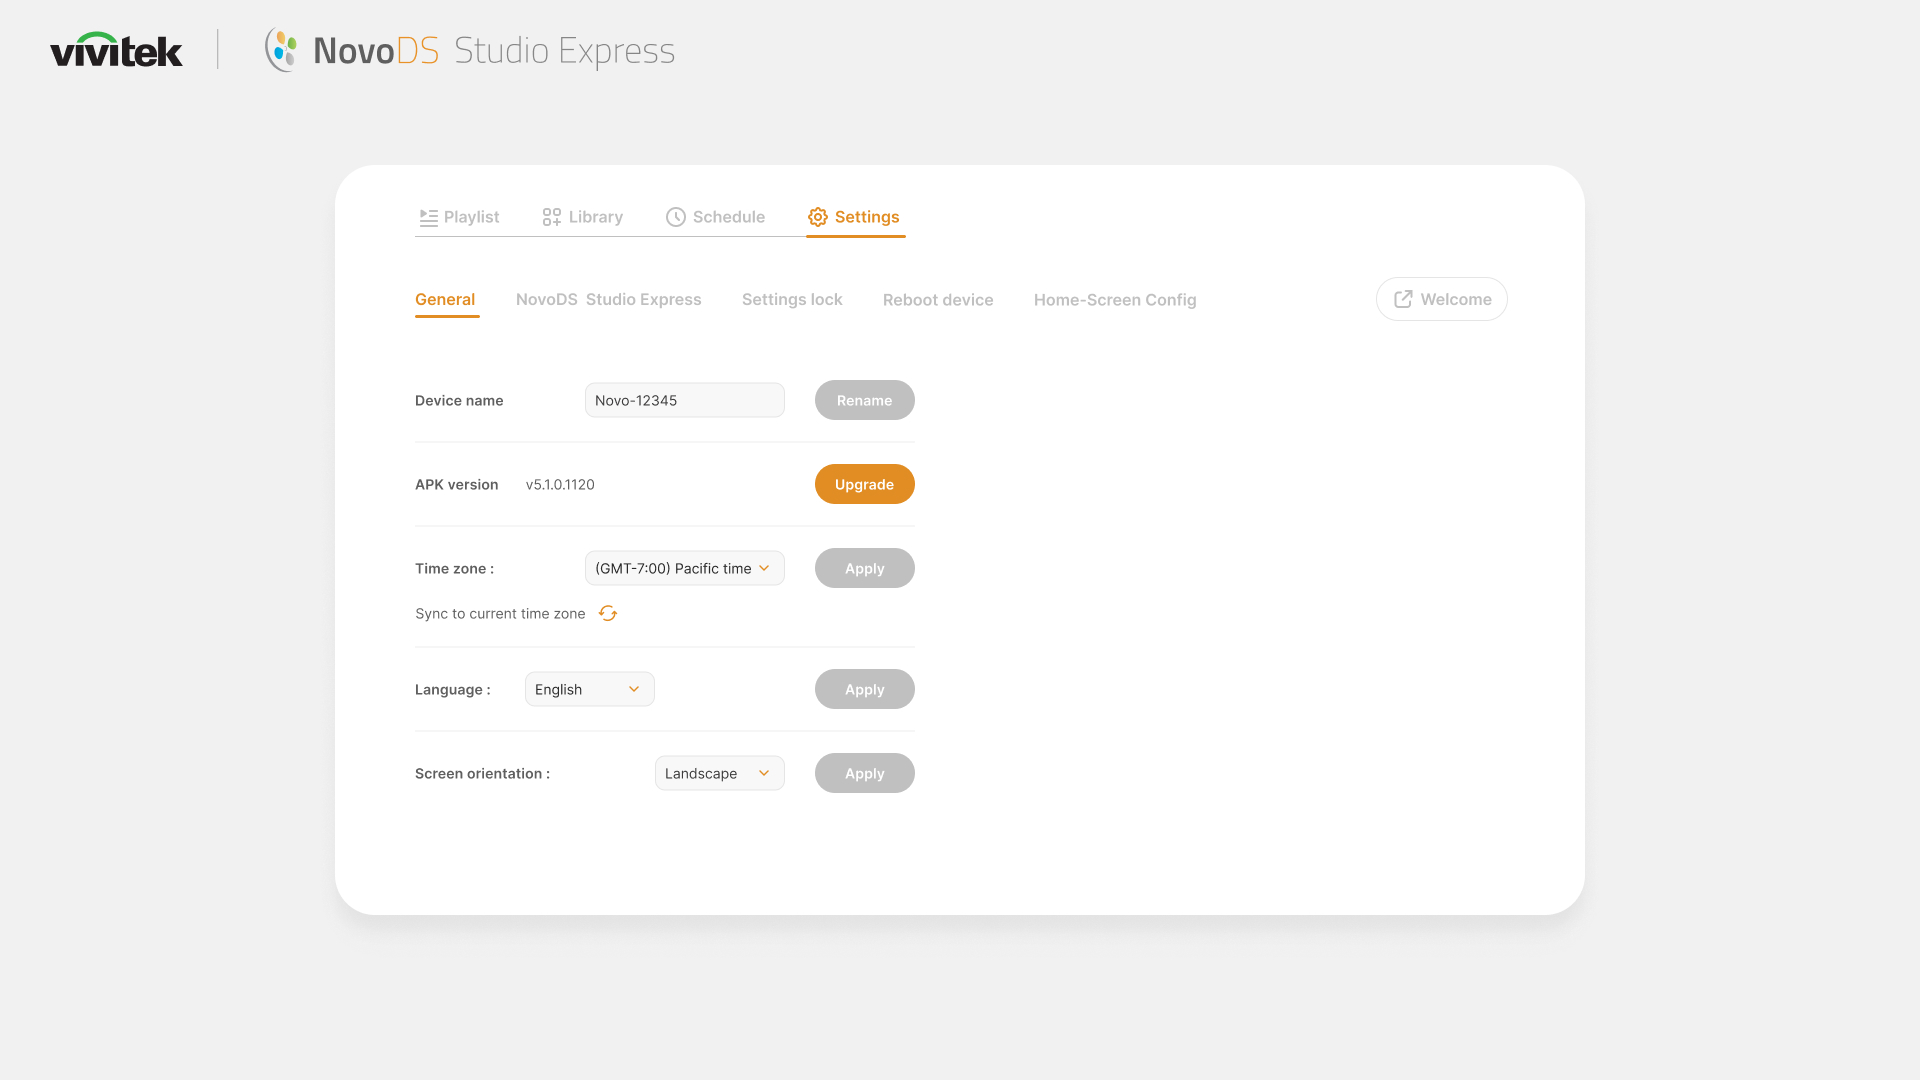 vivitek NovoDS Studio Express
Playlist Library Schedule Settings
General NovoDS Studio Express Settings lock Reboot device Home-Screen Config Welcome
Device name Novo-12345 Rename
APK version v5.1.0.1120 Upgrade
Time zone : (GMT-7:00) Pacific time Apply
Sync to current time zone
Language : English Apply
Screen orientation : Landscape Apply